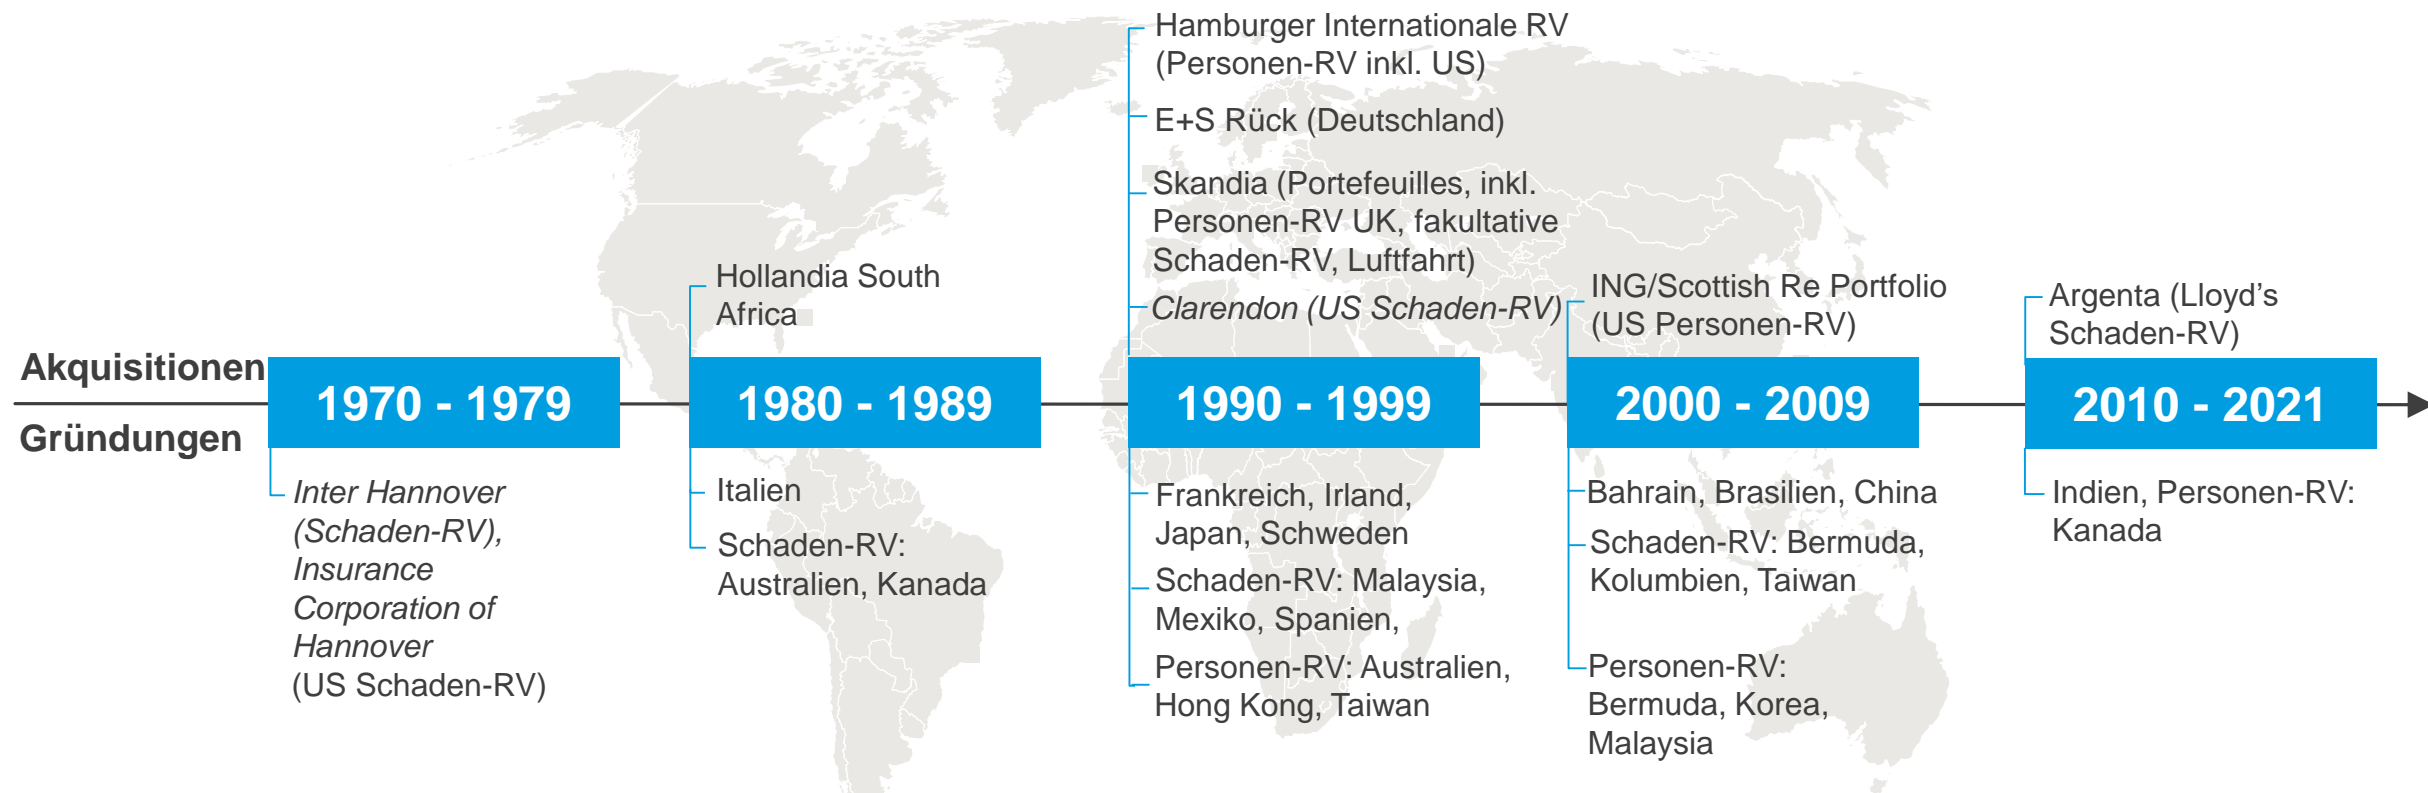 Akquisitionen
Gründungen
1970 - 1979
Inter Hannover
(Schaden-RV),
Insurance
Corporation of
Hannover
(US Schaden-RV)
Hollandia South
Africa
1980 - 1989
Italien
Schaden-RV:
Australien, Kanada
Hamburger Internationale RV
(Personen-RV inkl. US)
E+S Rück (Deutschland)
Skandia (Portefeuilles, inkl.
Personen-RV UK, fakultative
Schaden-RV, Luftfahrt)
Clarendon (US Schaden-RV)
1990 - 1999
Frankreich, Irland,
Japan, Schweden
Schaden-RV: Malaysia,
Mexiko, Spanien,
Personen-RV: Australien,
Hong Kong, Taiwan
ING/Scottish Re Portfolio
(US Personen-RV)
2000 - 2009
Bahrain, Brasilien, China
Schaden-RV: Bermuda,
Kolumbien, Taiwan
Personen-RV:
Bermuda, Korea,
Malaysia
Argenta (Lloyd’s
Schaden-RV)
2010 - 2021
Indien, Personen-RV:
Kanada